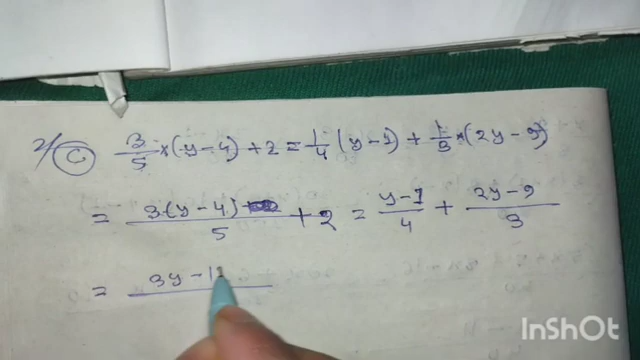 2/ (c) 3/5 × (y - 4) + 2 = 1/4 (y - 1) + 1/3 × (2y - 9)
= 3(y - 4)/5 + 2 = y - 1/4 + 2y - 9/3
= 3y - 1
InShOt